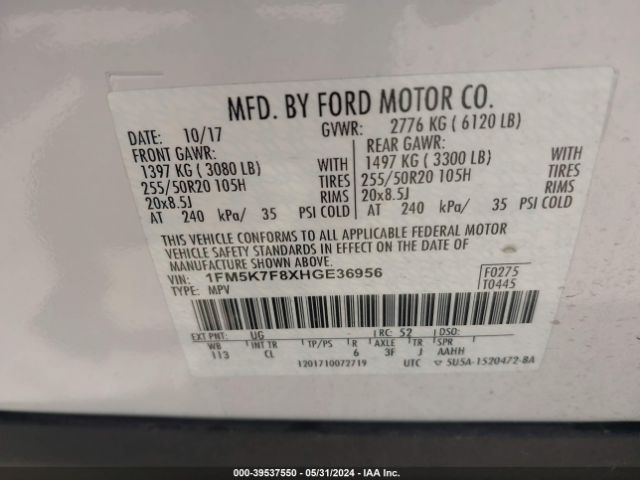 MFD. BY FORD MOTOR CO.
DATE: 10/17 GVWR: 2776 KG ( 6120 LB)
FRONT GAWR: REAR GAWR:
1397 KG ( 3080 LB) WITH 1497 KG ( 3300 LB) WITH
255/50R20 105H TIRES 255/50R20 105H TIRES
20x8.5J RIMS 20x8.5J RIMS
AT 240 kPa/ 35 PSI COLD AT 240 kPa/ 35 PSI COLD
THIS VEHICLE CONFORMS TO ALL APPLICABLE FEDERAL MOTOR
VEHICLE SAFETY STANDARDS IN EFFECT ON THE DATE OF
MANUFACTURE SHOWN ABOVE.
1FM5K7F8XHGE36956 F0275
TYPE: MPV T0445
EXT PNT: UG RC: 52 DSO:
WB INT TR TP/PS R AXLE TR SPR
113 CL 6 3F J AAHH
1201710072719 UTC 5U5A-1520472-BA
000-39537550 - 05/31/2024 - IAA Inc.